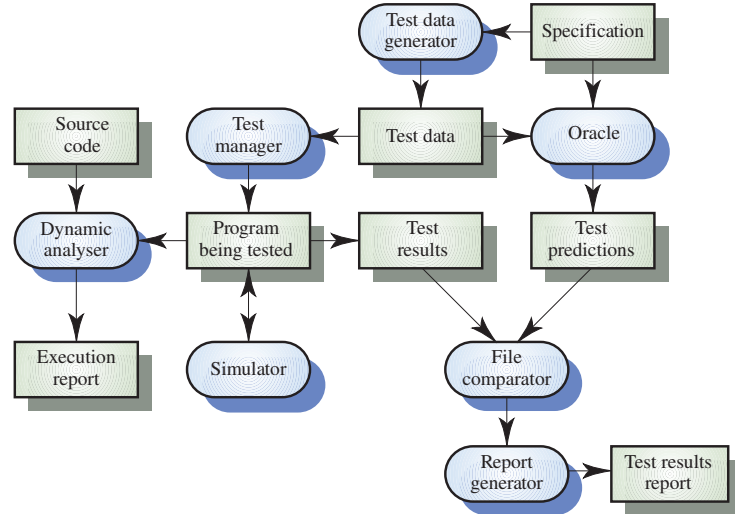 Test data
generator
Specification
Source
code
Test
manager
Test data
Oracle
Dynamic
analyser
Program
being tested
Test
results
Test
predictions
Execution
report
Simulator
File
comparator
Report
generator
Test results
report